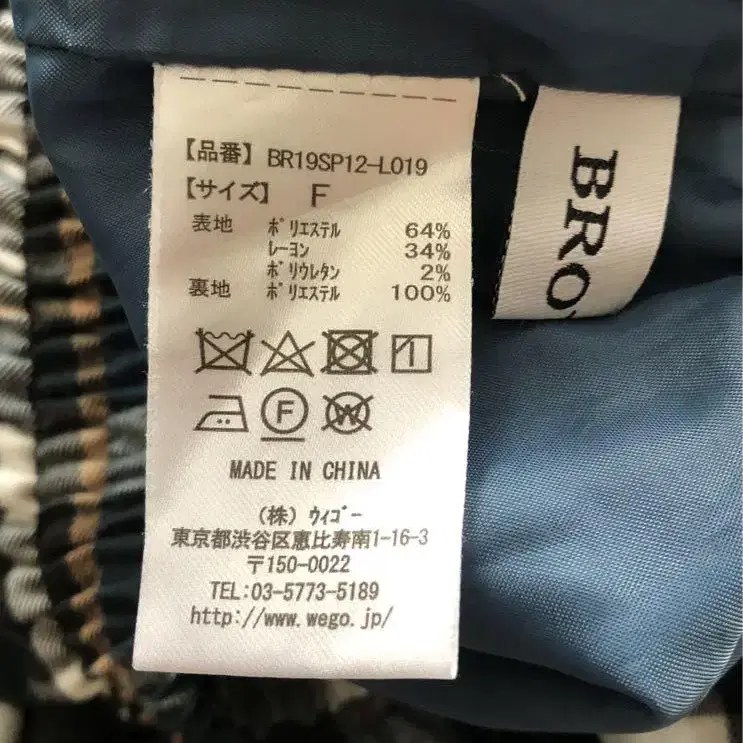 【品番】 BR19SP12-L019
【サイズ】 F
表地 ポリエステル 64%
レーヨン 34%
ポリウレタン 2%
裏地 ポリエステル 100%
F
W
MADE IN CHINA
(株) ウィゴー
東京都渋谷区恵比寿南1-16-3
〒150-0022
TEL:03-5773-5189
http://www.wego.jp/
BRO